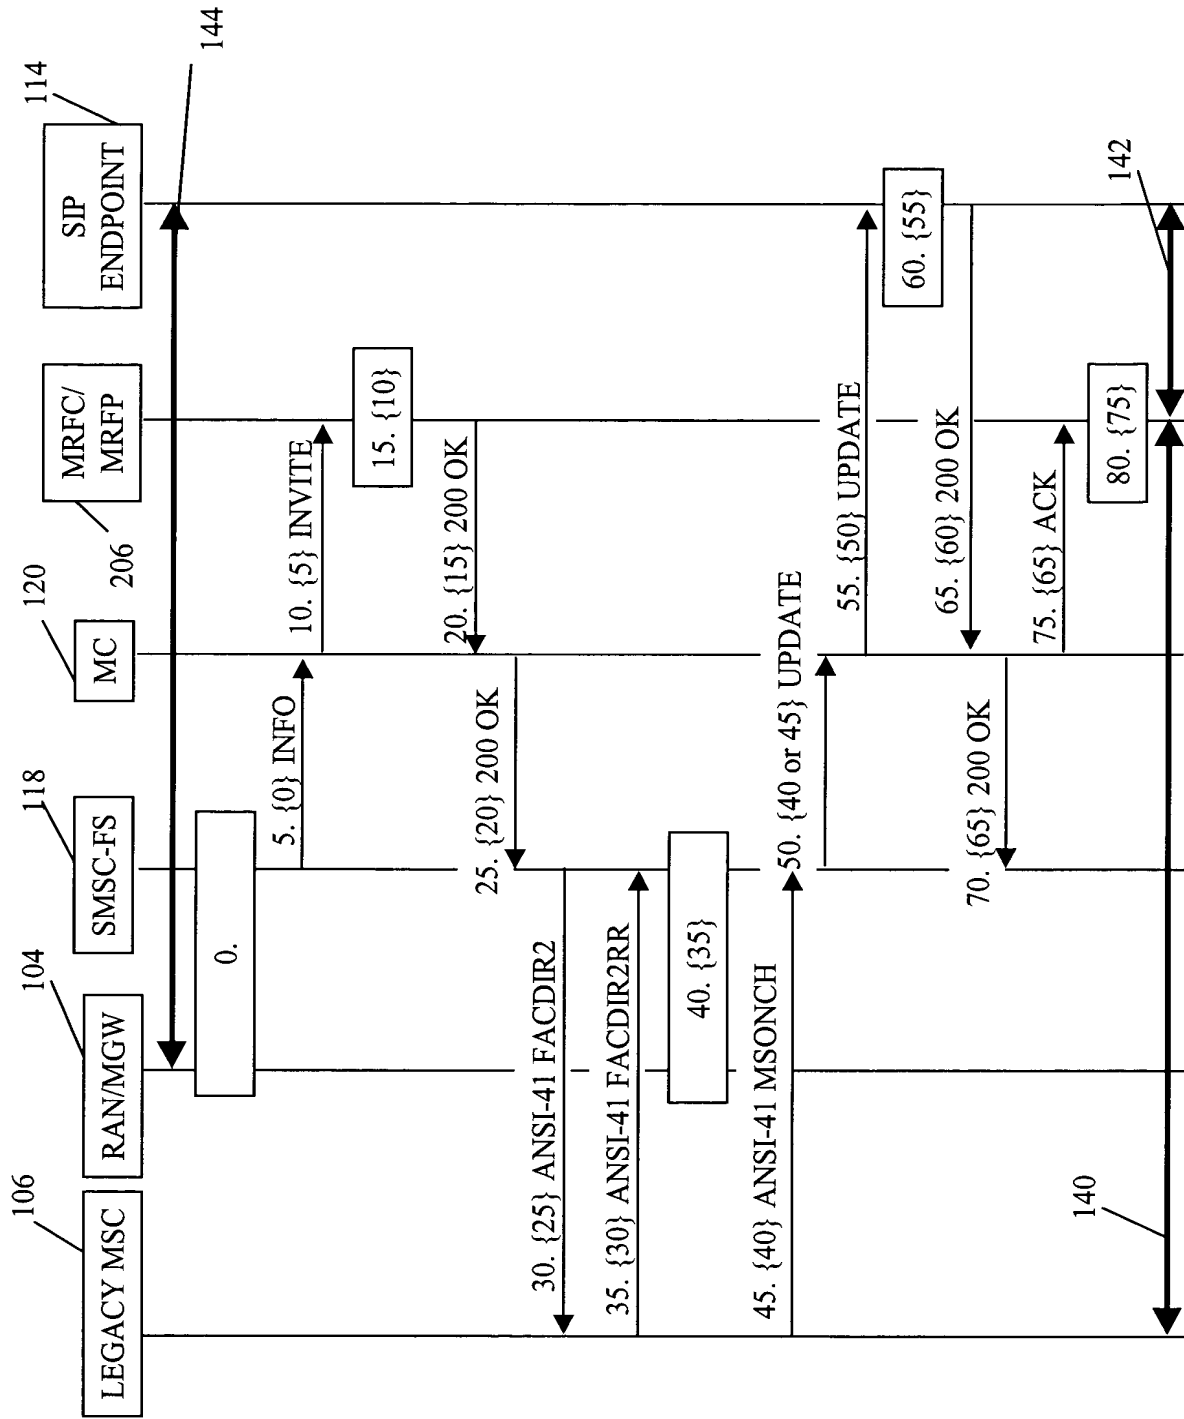 106
LEGACY MSC
104
RAN/MGW
118
SMSC-FS
120
MC
206
MRFC/
MRFP
114
SIP
ENDPOINT
144
0.
5. {0} INFO
10. {5} INVITE
15. {10}
20. {15} 200 OK
25. {20} 200 OK
30. {25} ANSI-41 FACDIR2
35. {30} ANSI-41 FACDIR2RR
40. {35}
45. {40} ANSI-41 MSONCH
50. {40 or 45} UPDATE
55. {50} UPDATE
60. {55}
65. {60} 200 OK
70. {65} 200 OK
75. {65} ACK
80. {75}
140
142